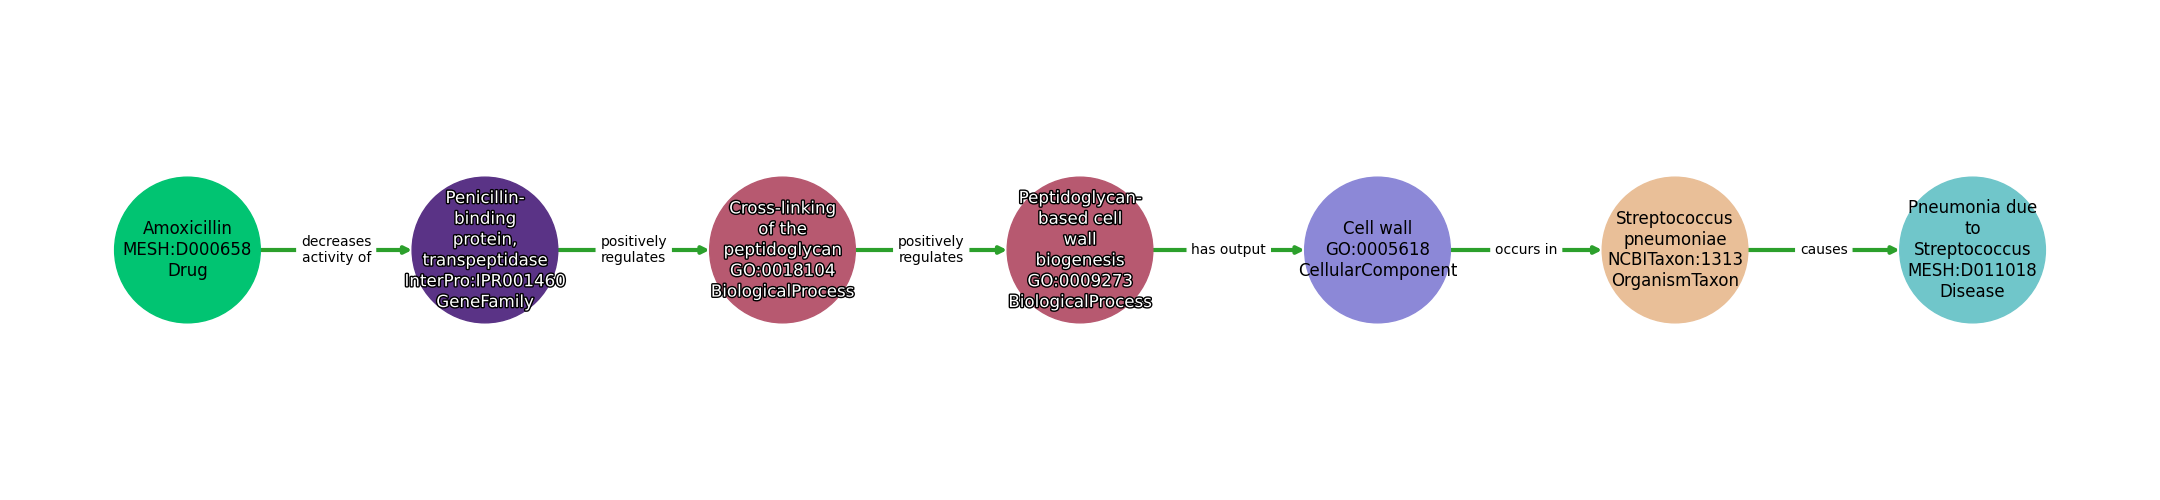 Amoxicillin
MESH:D000658
Drug
decreases
activity of
Penicillin-
binding
protein,
transpeptidase
InterPro:IPR001460
GeneFamily
positively
regulates
Cross-linking
of the
peptidoglycan
GO:0018104
BiologicalProcess
positively
regulates
Peptidoglycan-
based cell
wall
biogenesis
GO:0009273
BiologicalProcess
has output
Cell wall
GO:0005618
CellularComponent
occurs in
Streptococcus
pneumoniae
NCBITaxon:1313
OrganismTaxon
causes
Pneumonia due
to
Streptococcus
MESH:D011018
Disease